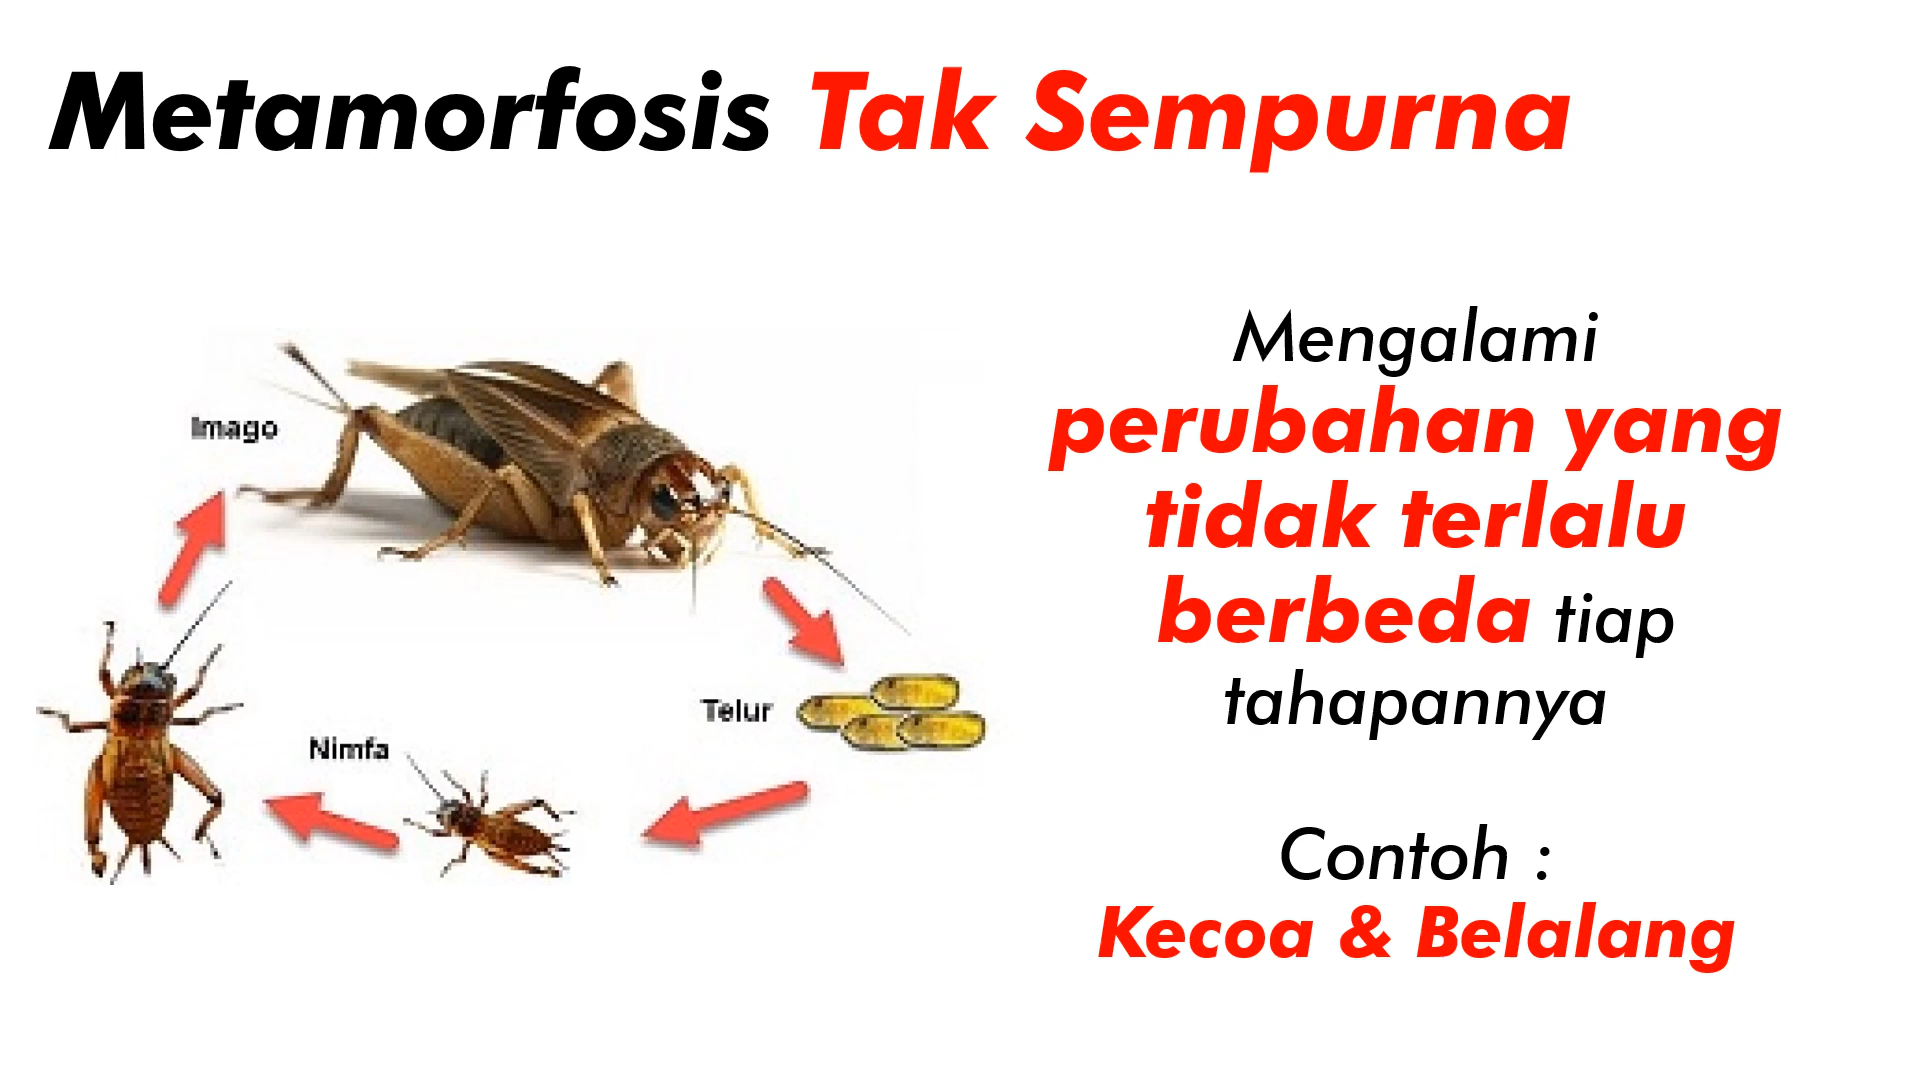 Metamorfosis Tak Sempurna
Imago
Telur
Nimfa
Mengalami
perubahan yang
tidak terlalu
berbeda tiap
tahapannya
Contoh :
Kecoa & Belalang